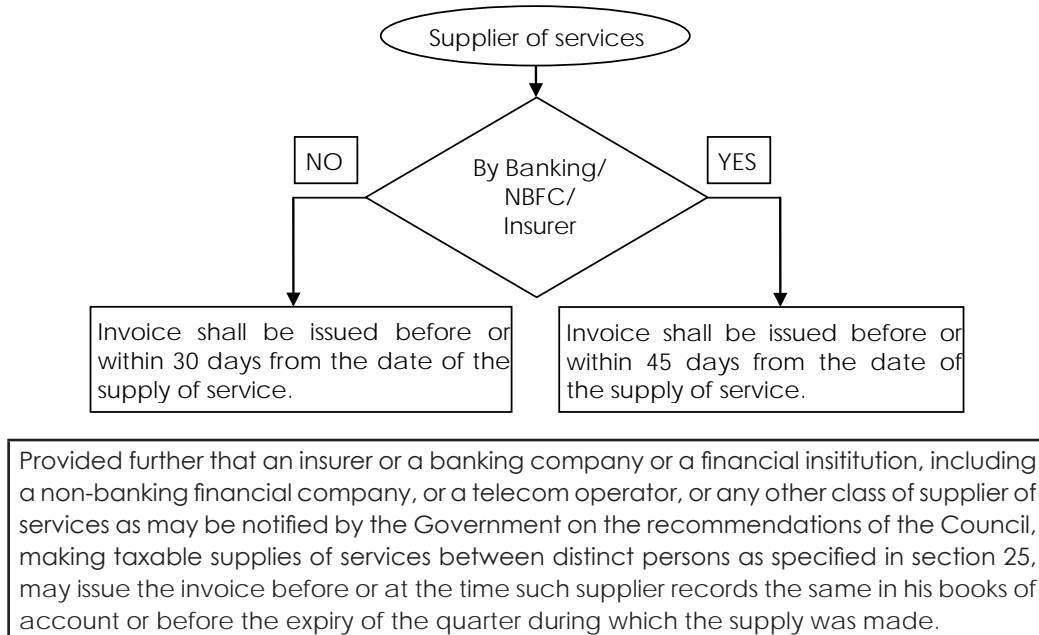 Supplier of services
NO
By Banking/
NBFC/
Insurer
YES
Invoice shall be issued before or
within 30 days from the date of the
supply of service.
Invoice shall be issued before or
within 45 days from the date of
the supply of service.
Provided further that an insurer or a banking company or a financial insititution, including
a non-banking financial company, or a telecom operator, or any other class of supplier of
services as may be notified by the Government on the recommendations of the Council,
making taxable supplies of services between distinct persons as specified in section 25,
may issue the invoice before or at the time such supplier records the same in his books of
account or before the expiry of the quarter during which the supply was made.